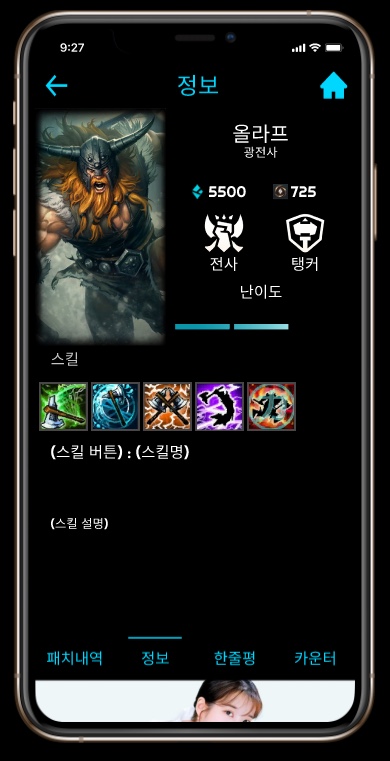 9:27
정보
올라프
광전사
5500 725
전사 탱커
난이도
스킬
(스킬 버튼) : (스킬명)
(스킬 설명)
패치내역 정보 한줄평 카운터